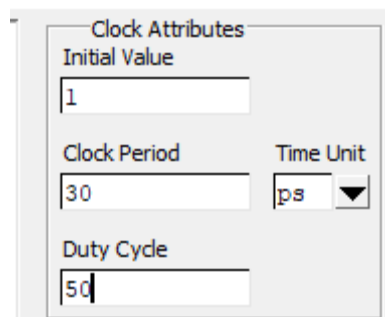 Clock Attributes
Initial Value
1
Clock Period Time Unit
30 ps
Duty Cycle
50